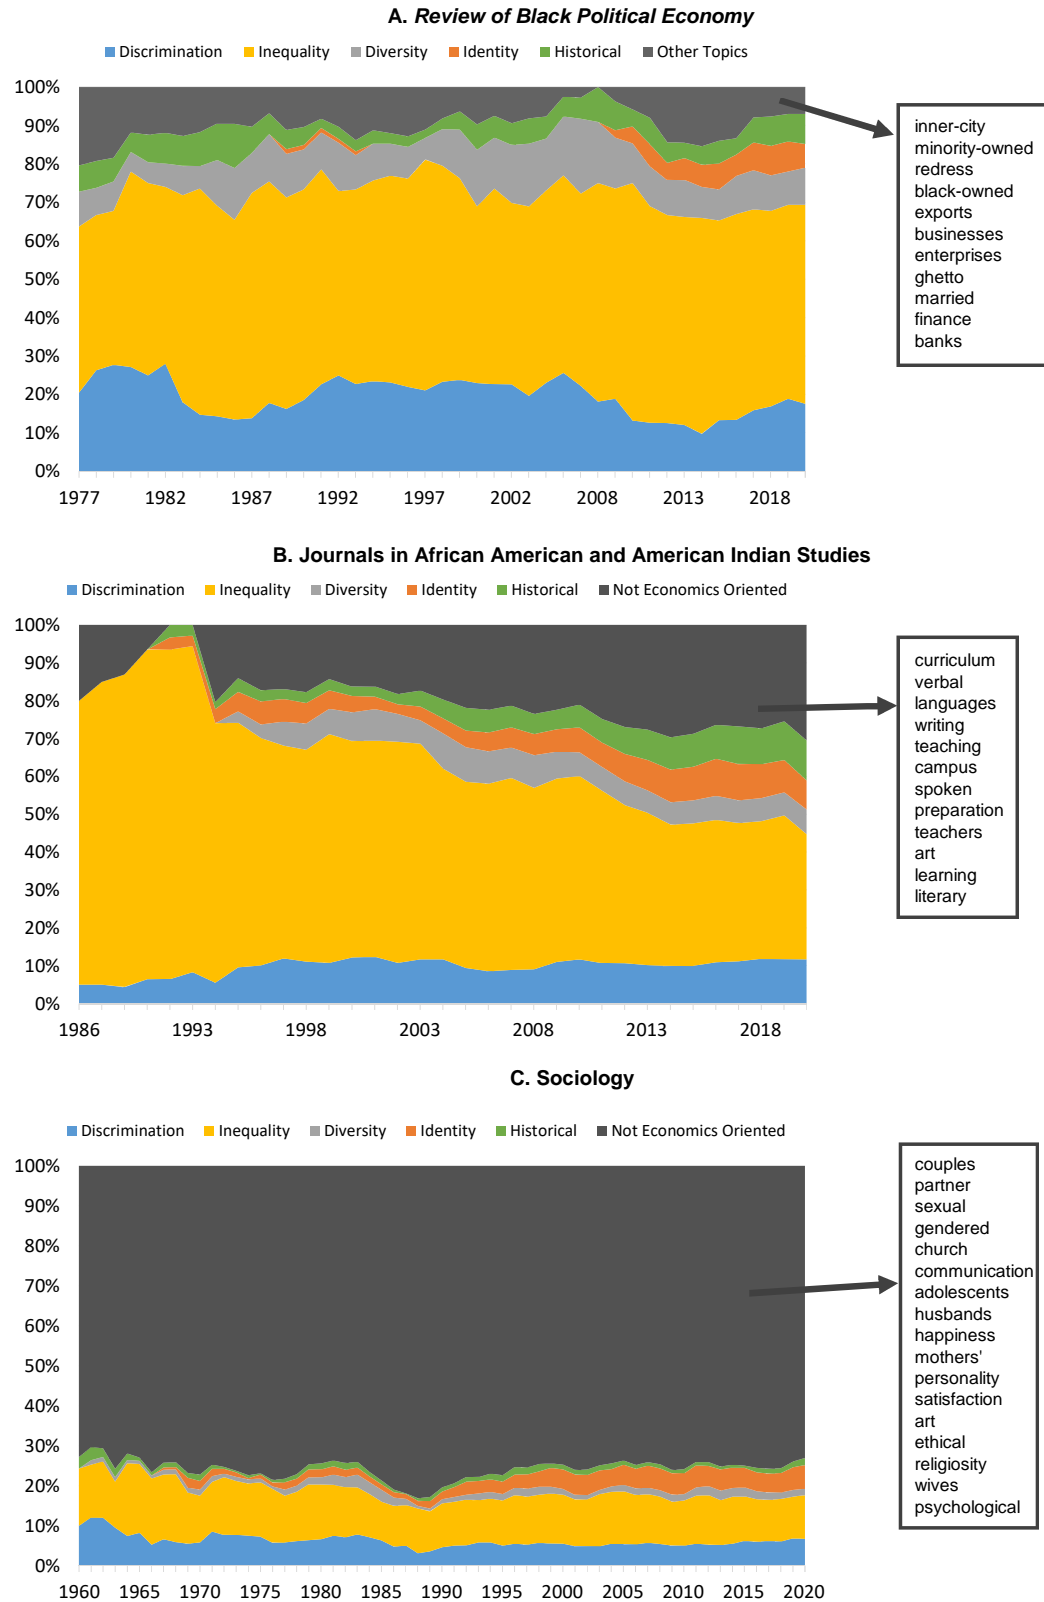 A. Review of Black Political Economy
Discrimination Inequality Diversity Identity Historical Other Topics
100%
90%
80%
70%
60%
50%
40%
30%
20%
10%
0%
1977 1982 1987 1992 1997 2002 2008 2013 2018
inner-city
minority-owned
redress
black-owned
exports
businesses
enterprises
ghetto
married
finance
banks
B. Journals in African American and American Indian Studies
Discrimination Inequality Diversity Identity Historical Not Economics Oriented
100%
90%
80%
70%
60%
50%
40%
30%
20%
10%
0%
1986 1993 1998 2003 2008 2013 2018
curriculum
verbal
languages
writing
teaching
campus
spoken
preparation
teachers
art
learning
literary
C. Sociology
Discrimination Inequality Diversity Identity Historical Not Economics Oriented
100%
90%
80%
70%
60%
50%
40%
30%
20%
10%
0%
1960 1965 1970 1975 1980 1985 1990 1995 2000 2005 2010 2015 2020
couples
partner
sexual
gendered
church
communication
adolescents
husbands
happiness
mothers'
personality
satisfaction
art
ethical
religiosity
wives
psychological